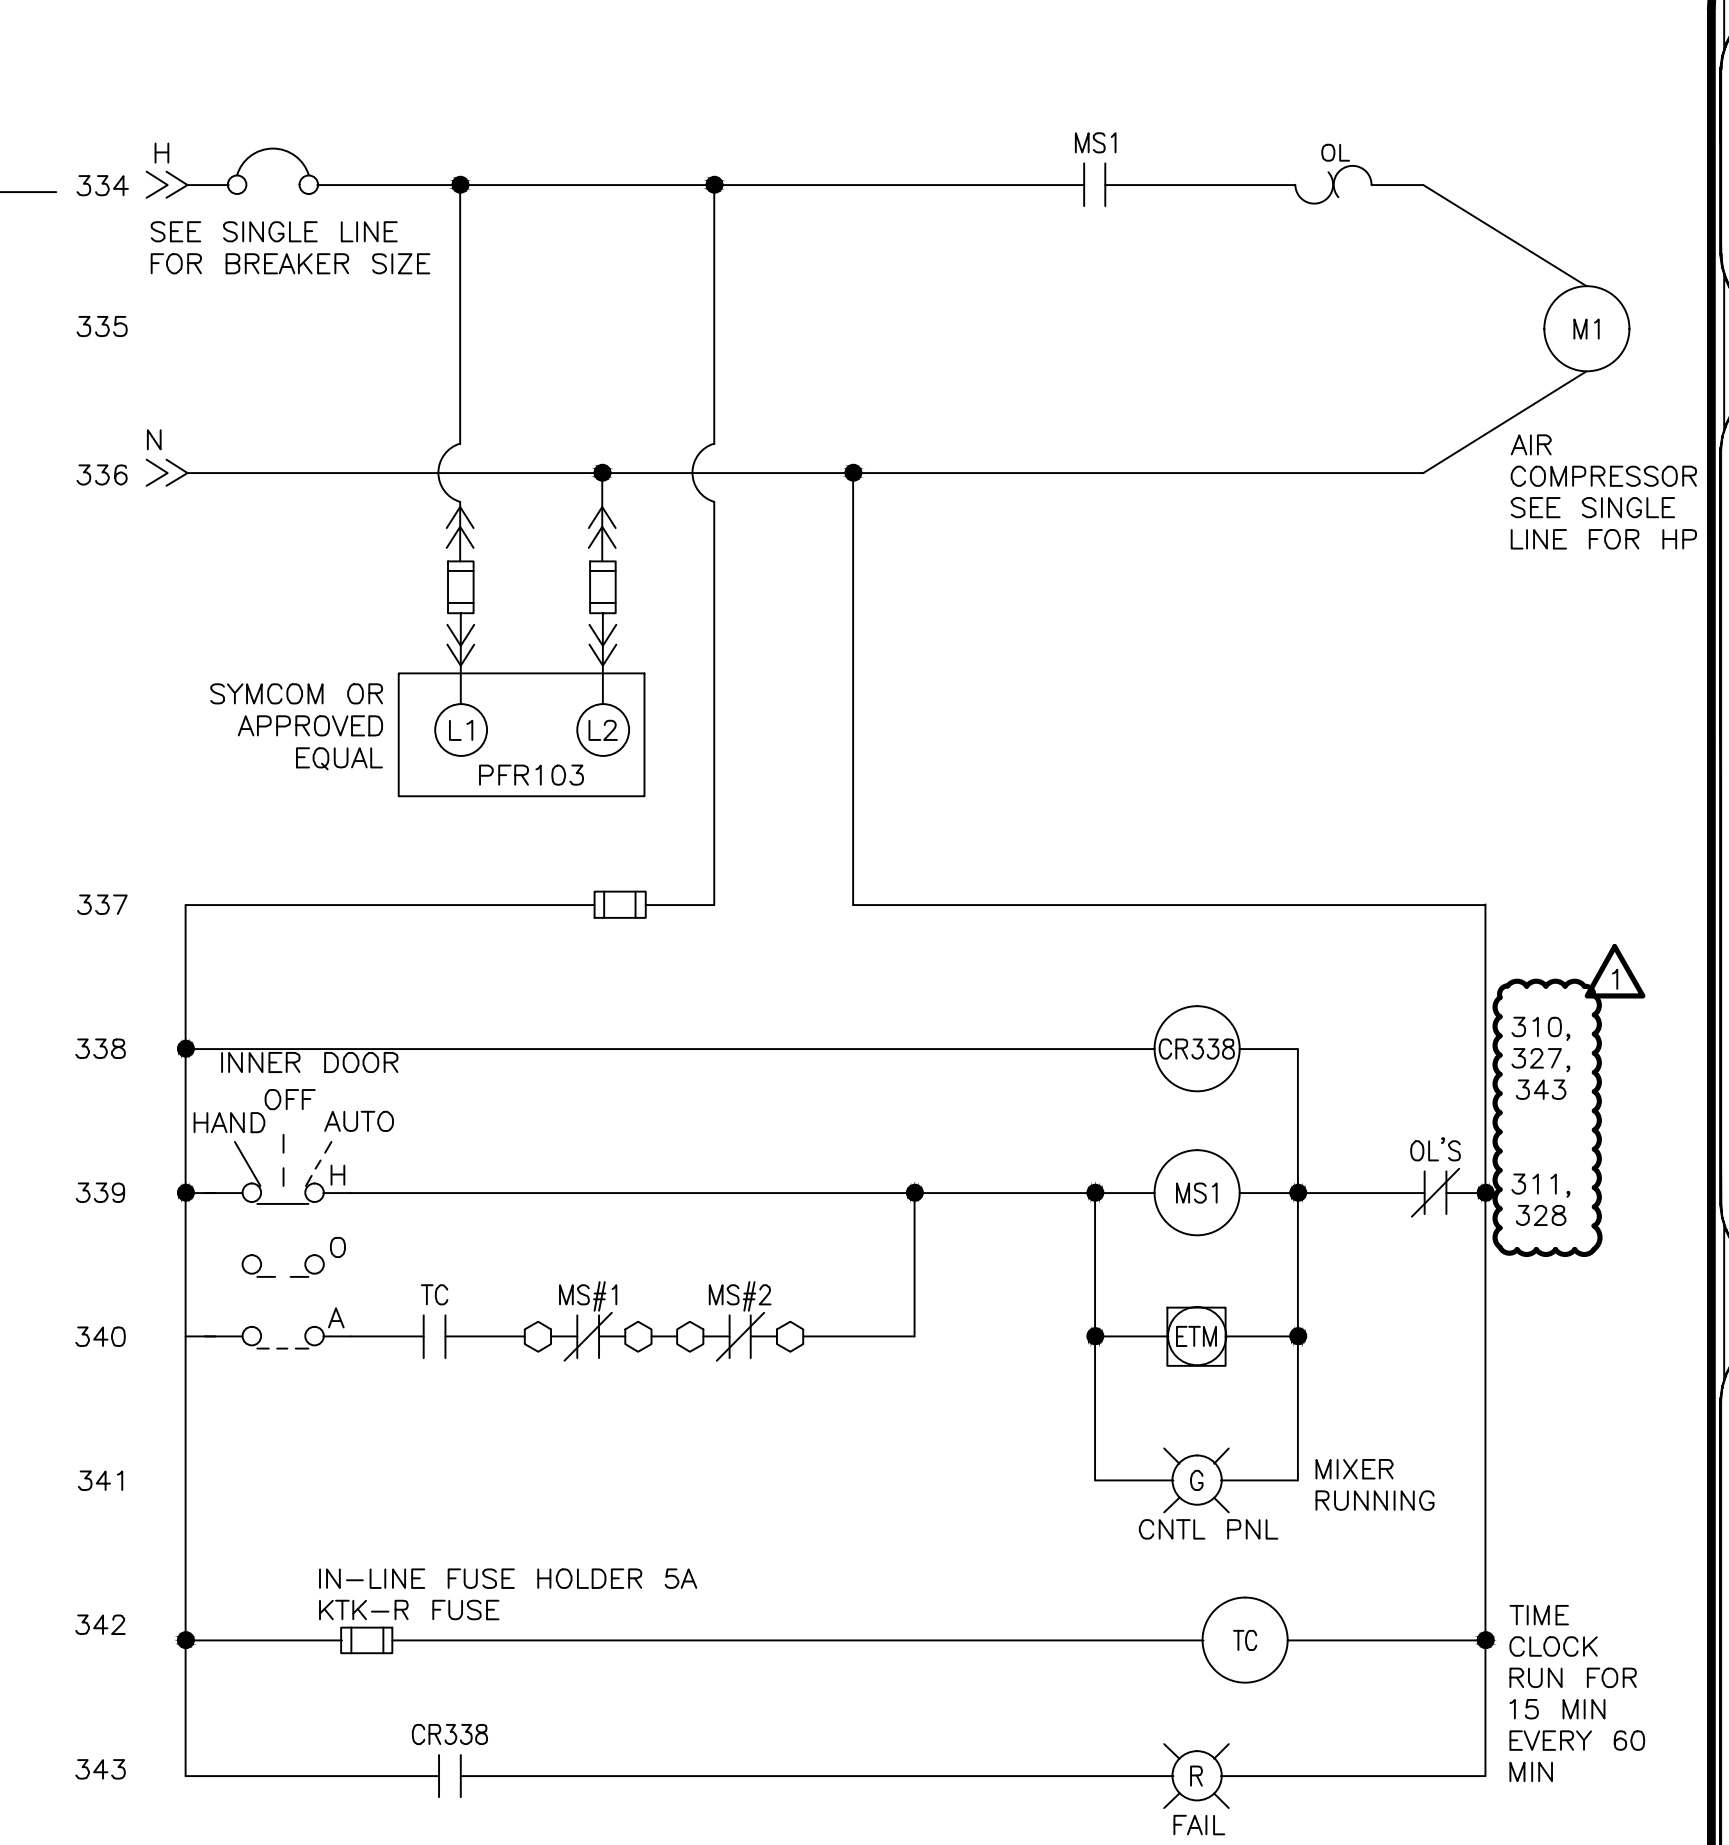 H
MS1
OL
334
SEE SINGLE LINE
FOR BREAKER SIZE
335
M1
N
336
AIR
COMPRESSOR
SEE SINGLE
LINE FOR HP
SYMCOM OR
APPROVED
EQUAL
L1
L2
PFR103
337
1
338
CR338
310,
327,
343
INNER DOOR
OFF
HAND
AUTO
OL'S
339
H
MS1
311,
328
O
TC
MS#1
MS#2
340
A
ETM
341
G
MIXER
RUNNING
CNTL PNL
IN-LINE FUSE HOLDER 5A
KTK-R FUSE
342
TC
TIME
CLOCK
RUN FOR
15 MIN
EVERY 60
MIN
CR338
343
R
FAIL